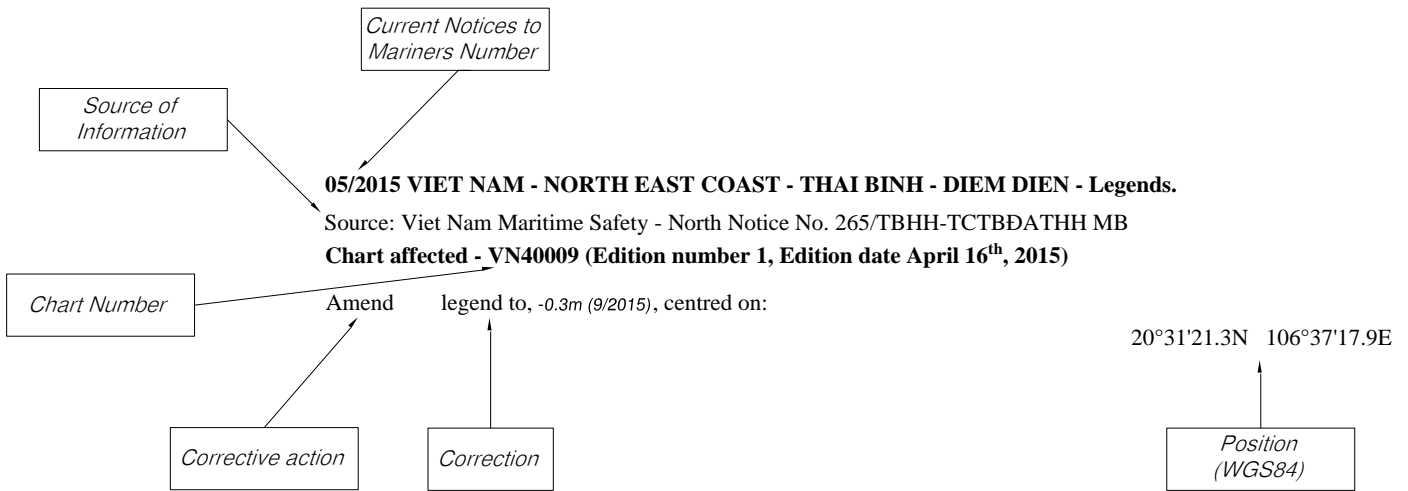 Current Notices to
Mariners Number
Source of
Information
05/2015 VIET NAM - NORTH EAST COAST - THAI BINH - DIEM DIEN - Legends.
Source: Viet Nam Maritime Safety - North Notice No. 265/TBHH-TCTBĐATHH MB
Chart affected - VN40009 (Edition number 1, Edition date April 16th, 2015)
Chart Number
Amend legend to, -0.3m (9/2015), centred on:
20°31'21.3N 106°37'17.9E
Corrective action
Correction
Position
(WGS84)